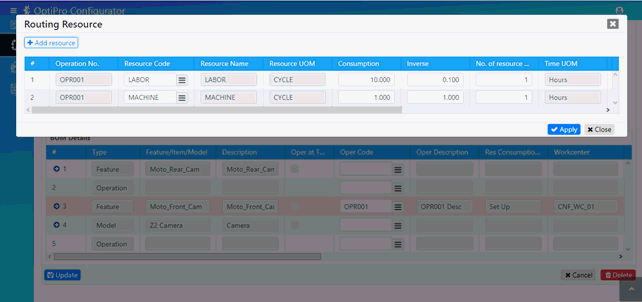 OptiPro Configurator
Routing Resource
+ Add resource
# Operation No. Resource Code Resource Name Resource UOM Consumption Inverse No. of resource ... Time UOM
1 OPR001 LABOR LABOR CYCLE 10.000 0.100 1 Hours
2 OPR001 MACHINE MACHINE CYCLE 1.000 1.000 1 Hours
Apply Close
BOM Details
# Type Feature/Item/Model Description Oper at T... Oper Code Oper Description Res Consumptio... Workcenter
1 Feature Moto_Rear_Cam Moto_Rear_Cam
2 Operation
3 Feature Moto_Front_Cam Moto_Front_Cam OPR001 OPR001 Desc Set Up CNF_WC_01
4 Model Z2 Camera Camera
5 Operation
Update Cancel Delete